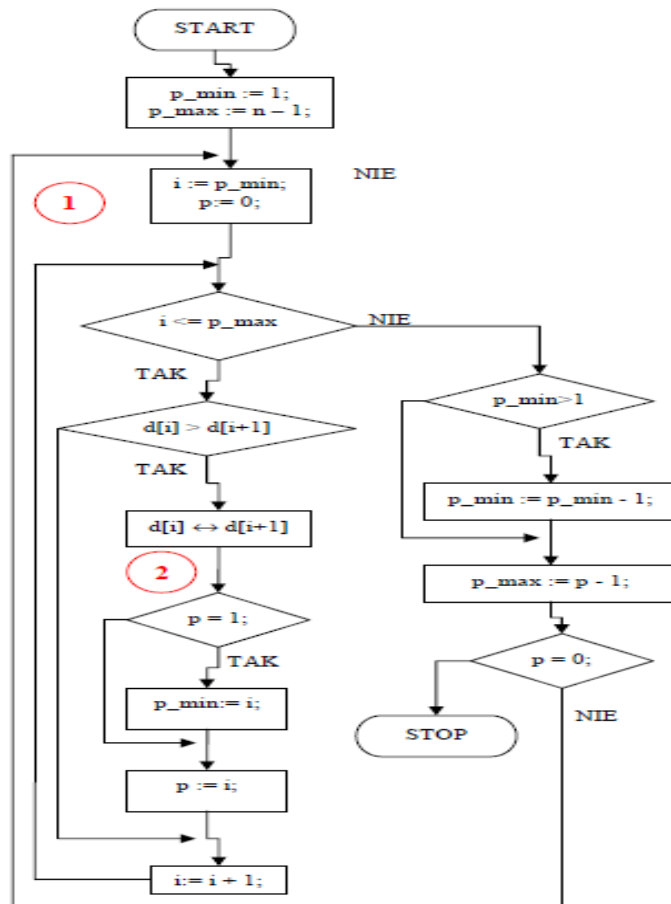 START
p_min := 1;
p_max := n – 1;
NIE
1
i := p_min;
p:= 0;
i <= p_max
NIE
TAK
p_min>1
d[i] > d[i+1]
TAK
TAK
p_min := p_min - 1;
d[i] ↔ d[i+1]
2
p_max := p - 1;
p = 1;
p = 0;
TAK
p_min:= i;
NIE
STOP
p := i;
i:= i + 1;